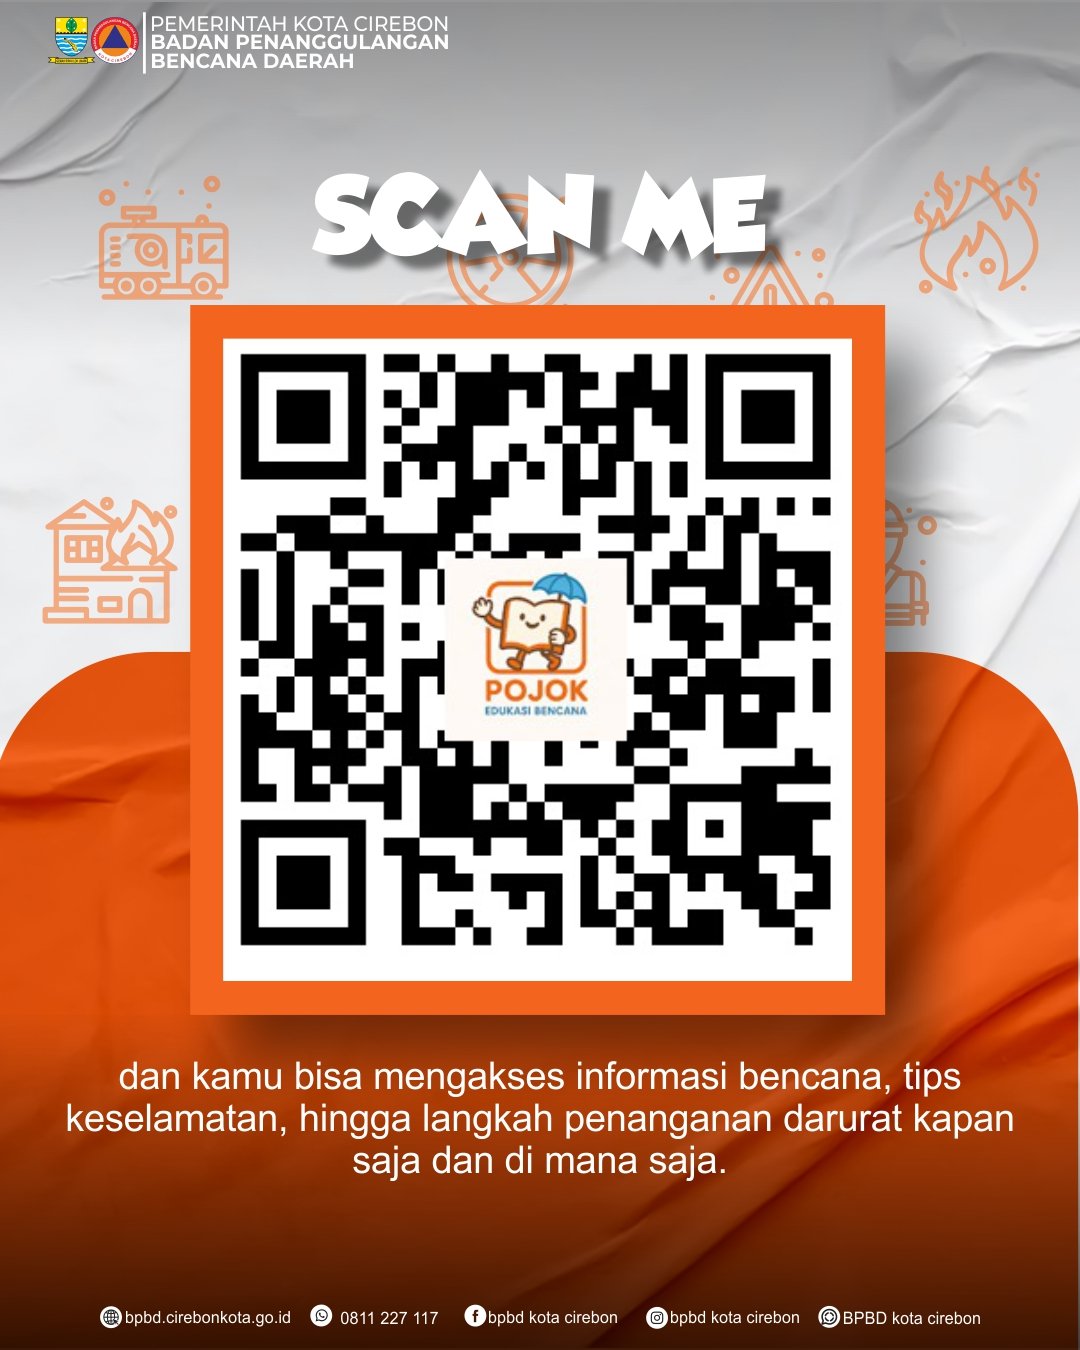 PEMERINTAH KOTA CIREBON
BADAN PENANGGULANGAN
BENCANA DAERAH
SCAN ME
POJOK
EDUKASI BENCANA
dan kamu bisa mengakses informasi bencana, tips
keselamatan, hingga langkah penanganan darurat kapan
saja dan di mana saja.
bpbd.cirebonkota.go.id
0811 227 117
bpbd kota cirebon
bpbd kota cirebon
BPBD kota cirebon